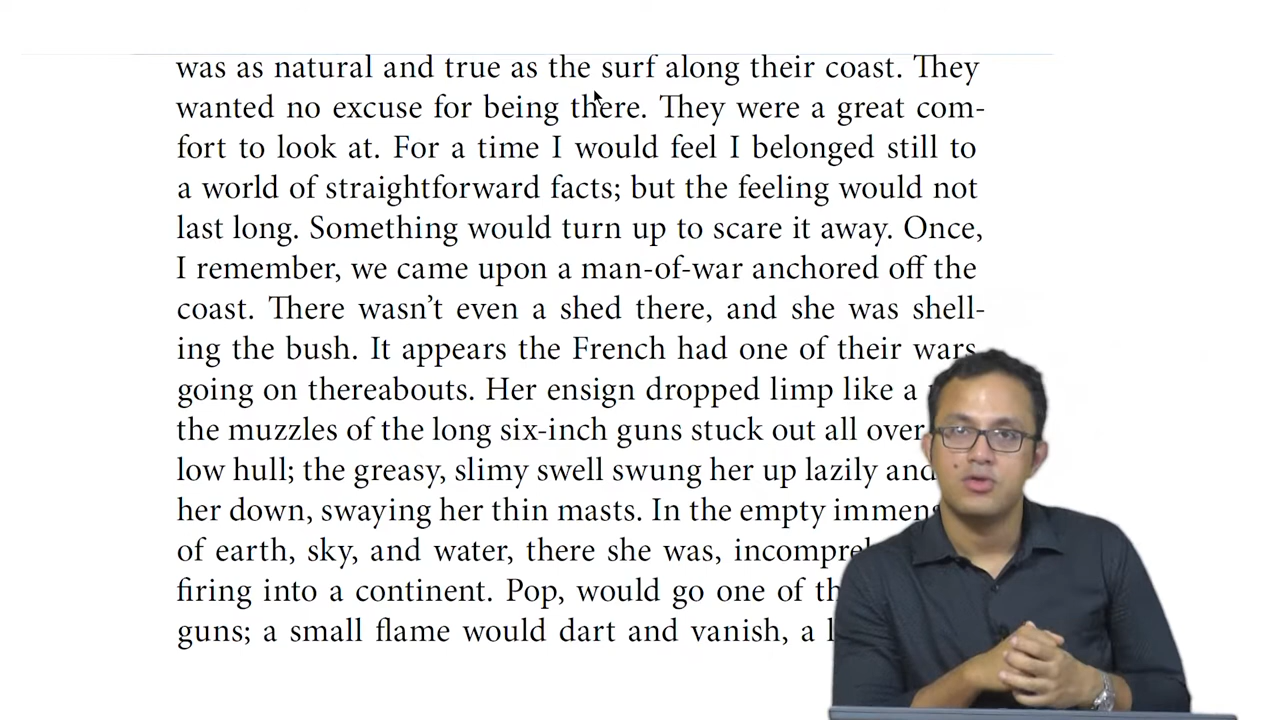 was as natural and true as the surf along their coast. They
wanted no excuse for being there. They were a great com-
fort to look at. For a time I would feel I belonged still to
a world of straightforward facts; but the feeling would not
last long. Something would turn up to scare it away. Once,
I remember, we came upon a man-of-war anchored off the
coast. There wasn’t even a shed there, and she was shell-
ing the bush. It appears the French had one of their wars
going on thereabouts. Her ensign dropped limp like a
the muzzles of the long six-inch guns stuck out all over
low hull; the greasy, slimy swell swung her up lazily and
her down, swaying her thin masts. In the empty
of earth, sky, and water, there she was,
firing into a continent. Pop, would go one of
guns; a small flame would dart and vanish, a